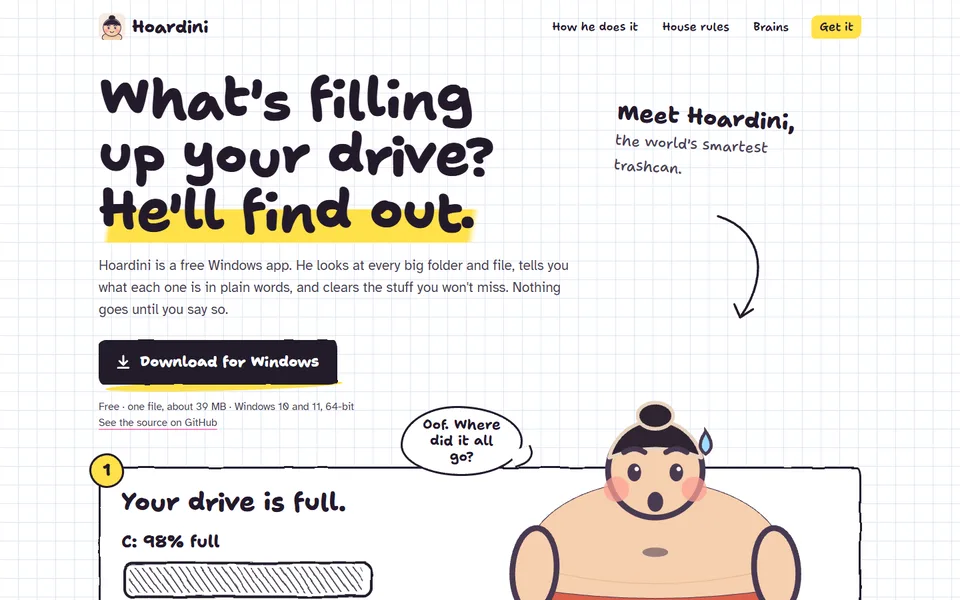 Hoardini
How he does it
House rules
Brains
Get it
What's filling
up your drive?
He'll find out.
Meet Hoardini,
the world's smartest
trashcan.
Hoardini is a free Windows app. He looks at every big folder and file, tells you
what each one is in plain words, and clears the stuff you won't miss. Nothing
goes until you say so.
Download for Windows
Free · one file, about 39 MB · Windows 10 and 11, 64-bit
See the source on GitHub
Oof. Where
did it all
go?
1
Your drive is full.
C: 98% full